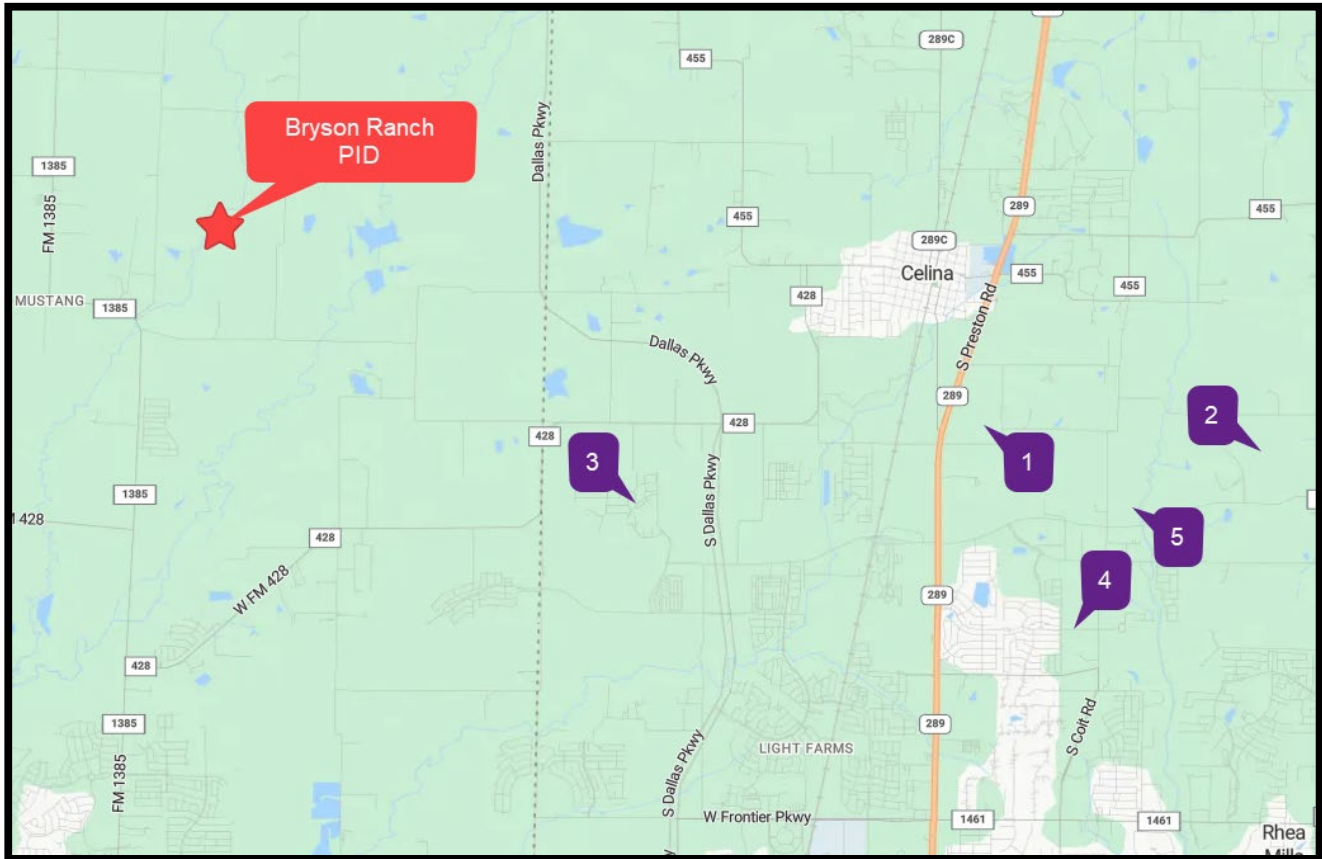 289C
455
Bryson Ranch
PID
Dallas Pkwy
1385
FM 1385
289
455
455
289C
Celina
455
455
MUSTANG
1385
428
S Preston Rd
Dallas Pkwy
289
2
428
428
1
3
1385
S Dallas Pkwy
428
428
5
W FM 428
4
289
428
1385
289
S Coit Rd
LIGHT FARMS
FM 1385
S Dallas Pkwy
W Frontier Pkwy
1461
1461
Rhea